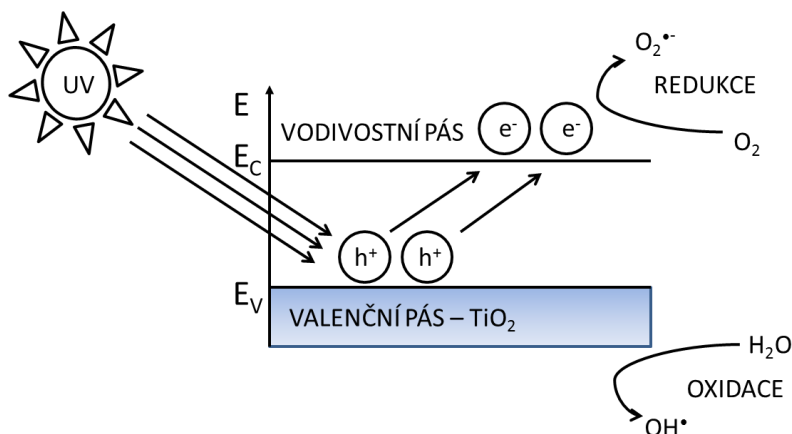 UV
E
VODIVOSTNÍ PÁS
e⁻
e⁻
O₂•⁻
REDUKCE
O₂
E_C
h⁺
h⁺
E_V
VALENČNÍ PÁS – TiO₂
H₂O
OXIDACE
OH•